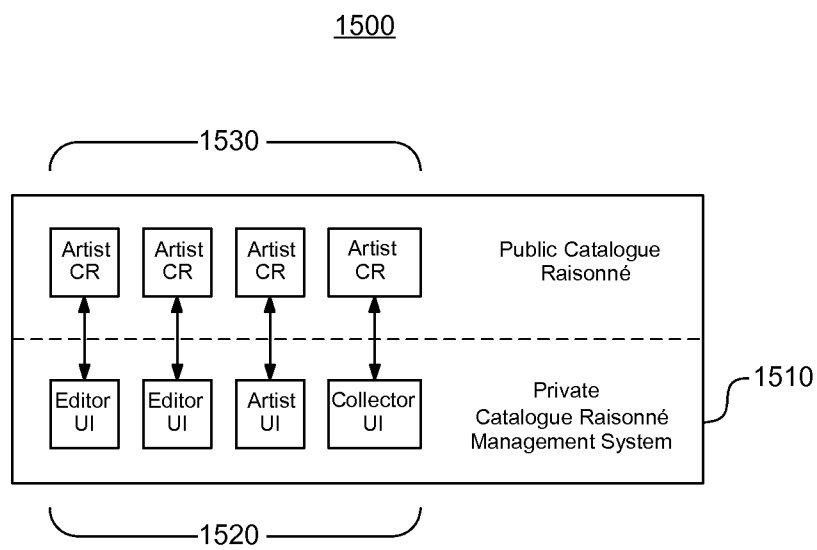 1500
1530
Artist
CR
Artist
CR
Artist
CR
Artist
CR
Public Catalogue
Raisonné
Editor
UI
Editor
UI
Artist
UI
Collector
UI
Private
Catalogue Raisonné
Management System
1510
1520